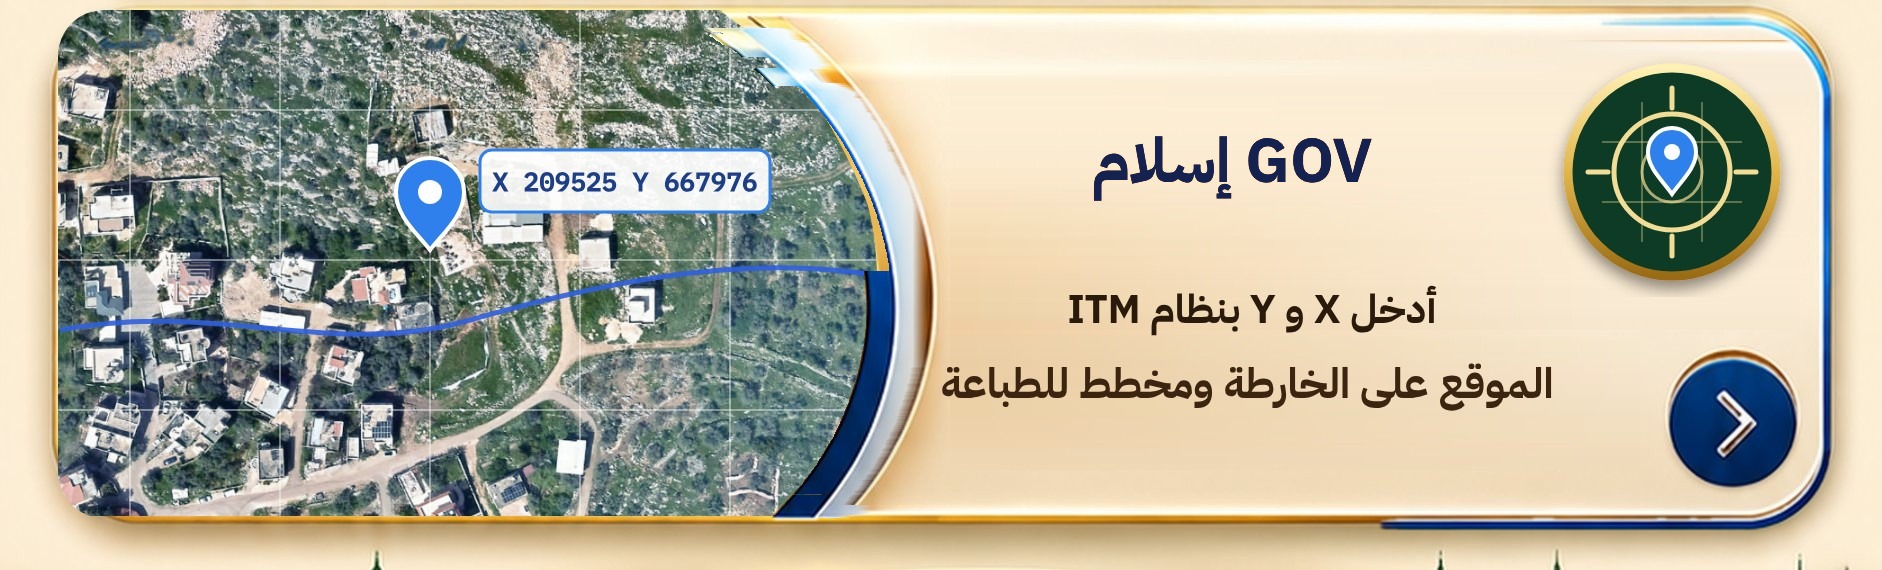 إسلام GOV
أدخل X و Y بنظام ITM
الموقع على الخارطة ومخطط للطباعة
X 209525 Y 667976